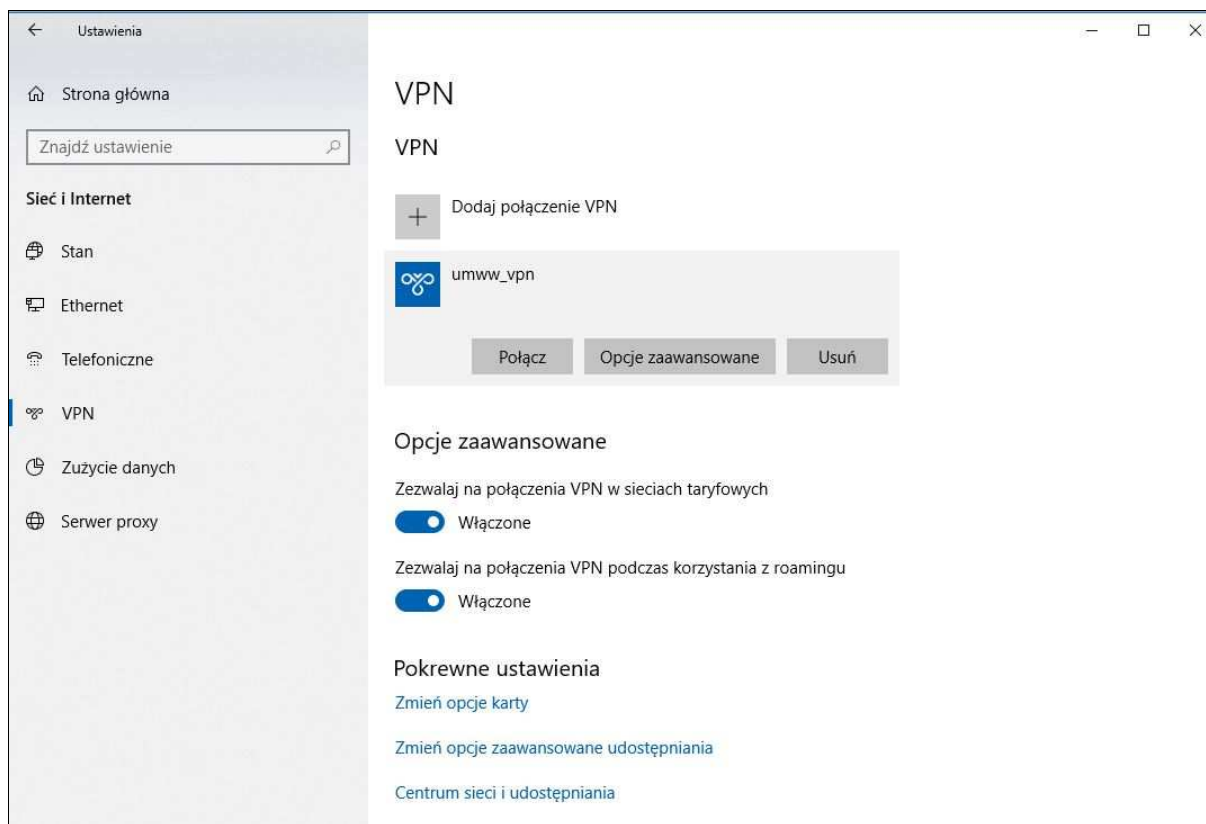 Ustawienia
Strona główna
Znajdź ustawienie
Sieć i Internet
Stan
Ethernet
Telefoniczne
VPN
Zużycie danych
Serwer proxy
VPN
VPN
Dodaj połączenie VPN
umww_vpn
Połącz Opcje zaawansowane Usuń
Opcje zaawansowane
Zezwalaj na połączenia VPN w sieciach taryfowych
Włączone
Zezwalaj na połączenia VPN podczas korzystania z roamingu
Włączone
Pokrewne ustawienia
Zmień opcje karty
Zmień opcje zaawansowane udostępniania
Centrum sieci i udostępniania